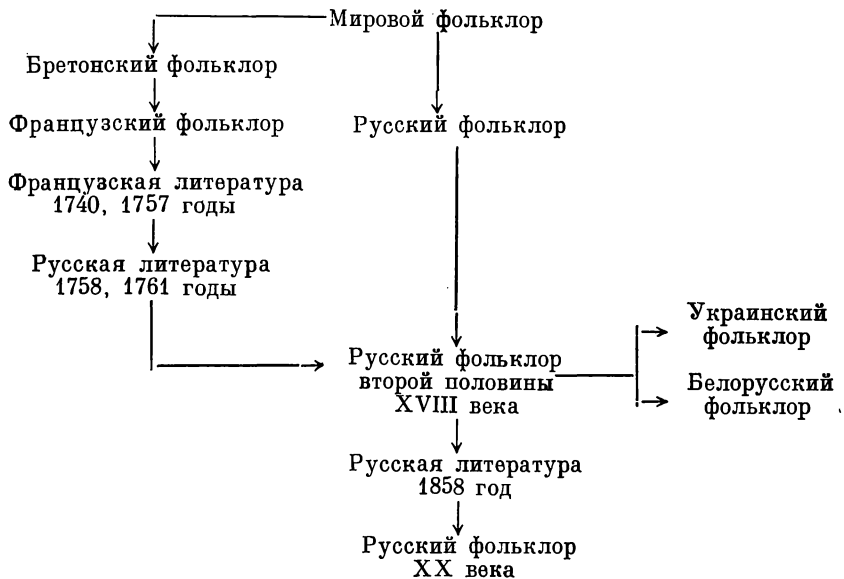 Мировой фольклор
Бретонский фольклор
Французский фольклор
Русский фольклор
Французская литература
1740, 1757 годы
Русская литература
1758, 1761 годы
Украинский
фольклор
Русский фольклор
второй половины
XVIII века
Белорусский
фольклор
Русская литература
1858 год
Русский фольклор
XX века